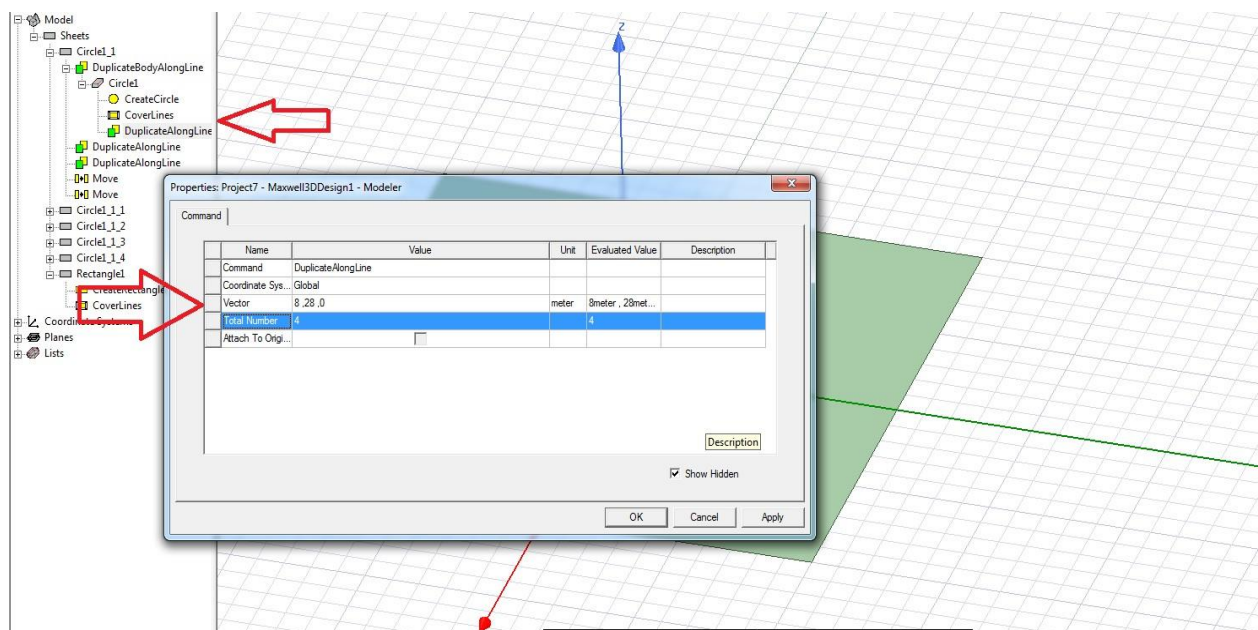 Model
Sheets
Circle1_1
DuplicateBodyAlongLine
Circle1
CreateCircle
CoverLines
DuplicateAlongLine
DuplicateAlongLine
DuplicateAlongLine
Move
Move
Circle1_1_1
Circle1_1_2
Circle1_1_3
Circle1_1_4
Rectangle1
CreateRectangle
CoverLines
Coordinate Systems
Planes
Lists
Z
Properties: Project7 - Maxwell3DDesign1 - Modeler
Command
Name Value Unit Evaluated Value Description
Command DuplicateAlongLine
Coordinate Sys... Global
Vector 8 ,28 ,0 meter 8meter , 28met...
Total Number 4 4
Attach To Origi...
Description
Show Hidden
OK Cancel Apply